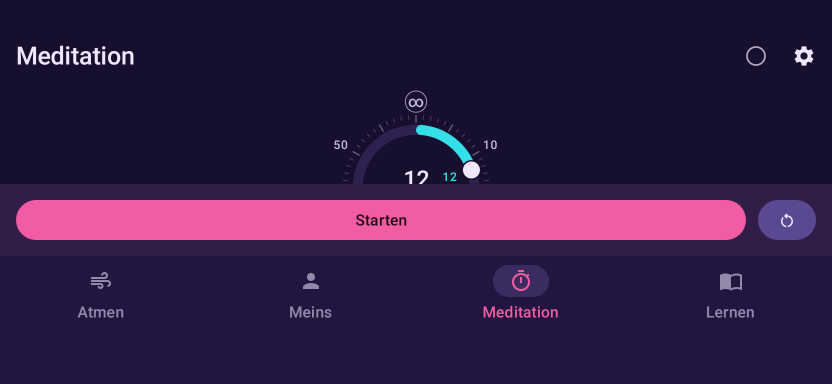 Meditation
∞
50
10
12
12
Starten
Atmen
Meins
Meditation
Lernen